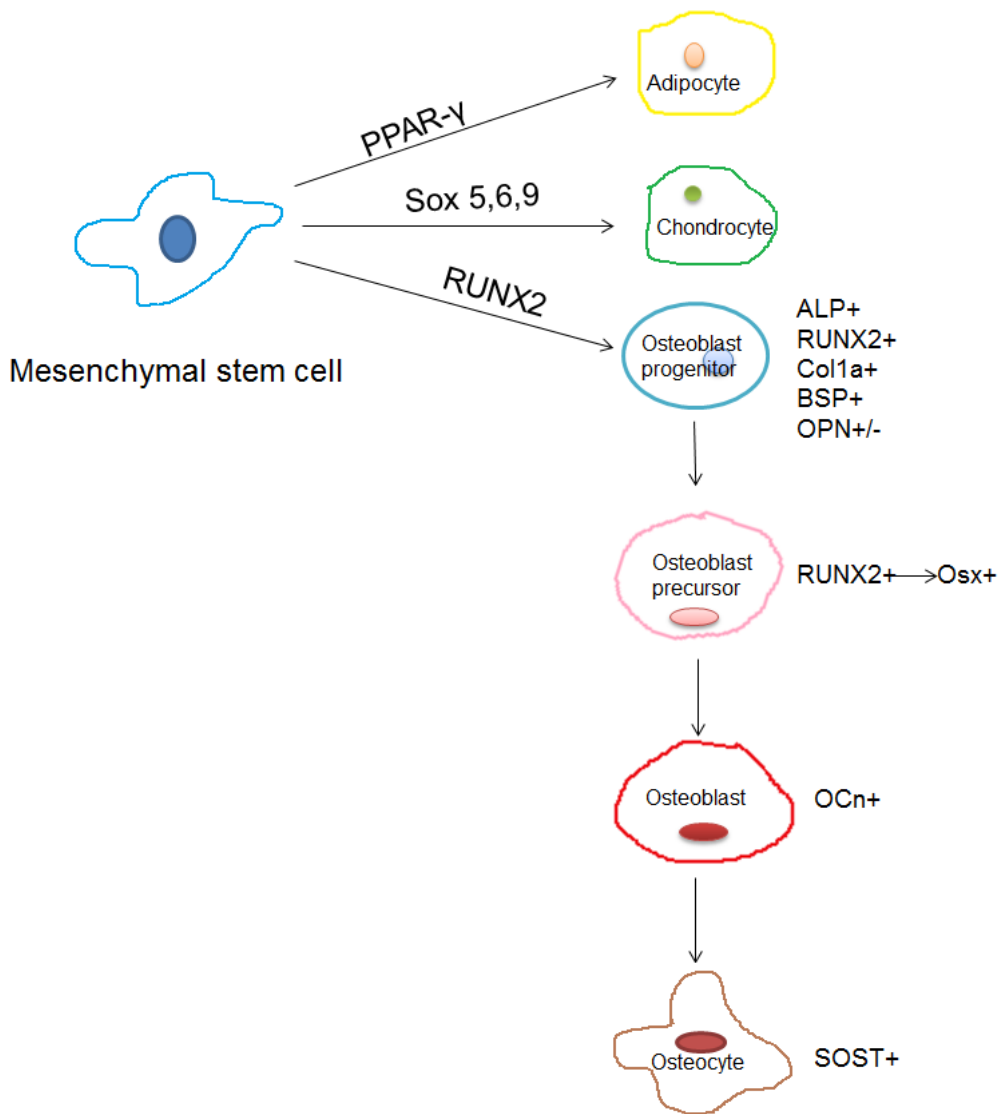 Adipocyte
PPAR-γ
Sox 5,6,9
Chondrocyte
RUNX2
Mesenchymal stem cell
Osteoblast
progenitor
ALP+
RUNX2+
Col1a+
BSP+
OPN+/-
Osteoblast
precursor
RUNX2+ → Osx+
Osteoblast
OCn+
Osteocyte
SOST+